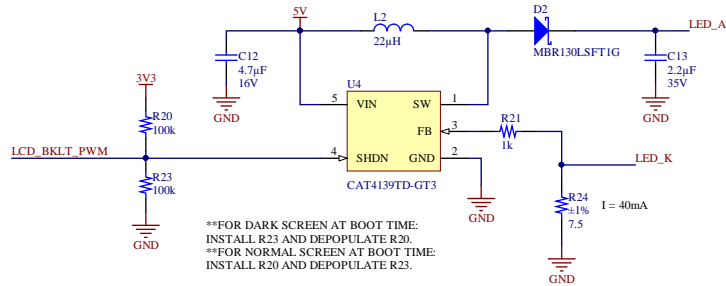 5V
L2
22µH
D2
MBR130LSFT1G
LED_A
C12
4.7µF
16V
GND
C13
2.2µF
35V
GND
3V3
R20
100k
U4
5 VIN SW 1
FB 3
4 SHDN GND 2
CAT4139TD-GT3
R21
1k
LCD_BKLT_PWM
LED_K
R23
100k
GND
GND
R24
±1%
7.5
I = 40mA
GND
**FOR DARK SCREEN AT BOOT TIME:
INSTALL R23 AND DEPOPULATE R20.
**FOR NORMAL SCREEN AT BOOT TIME:
INSTALL R20 AND DEPOPULATE R23.